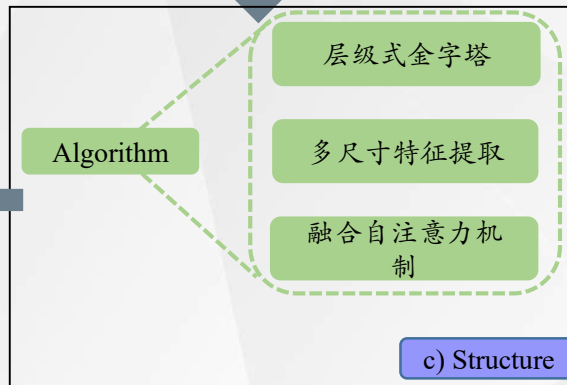 层级式金字塔
Algorithm
多尺寸特征提取
融合自注意力机
制
c) Structure